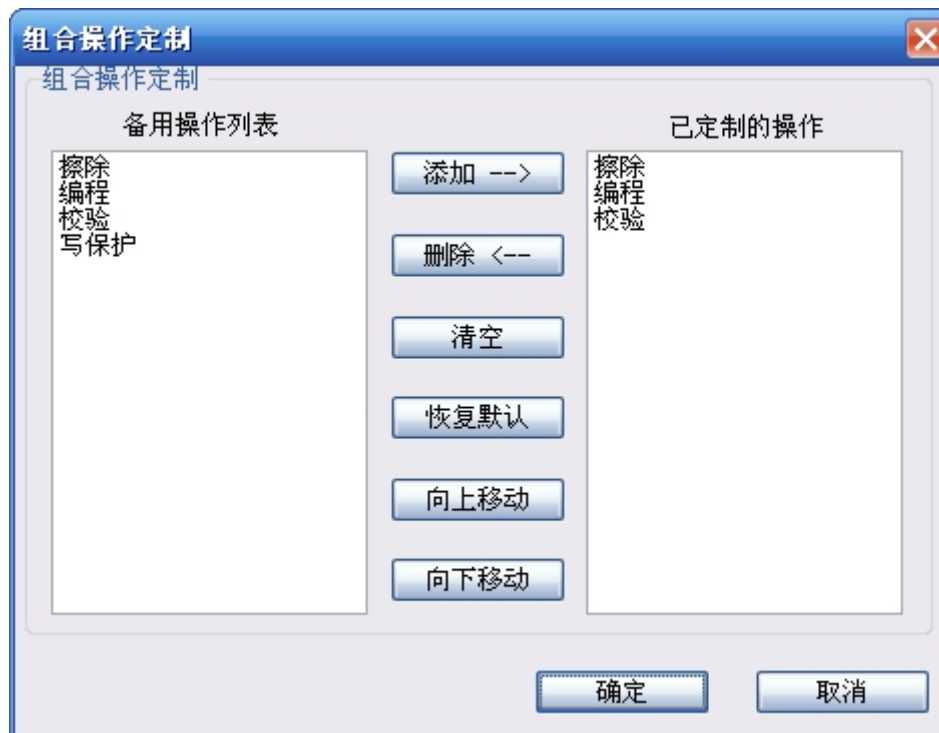 组合操作定制
组合操作定制
备用操作列表
已定制的操作
擦除
编程
校验
写保护
添加 -->
删除 <--
清空
恢复默认
向上移动
向下移动
擦除
编程
校验
确定
取消